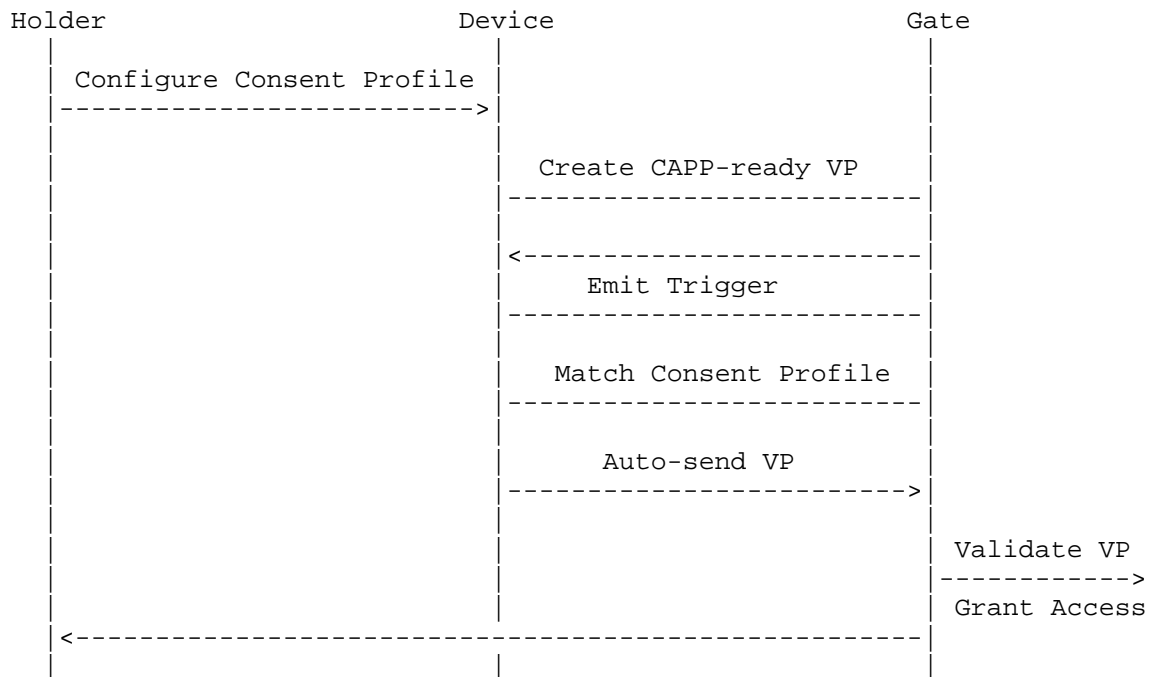 Holder Device Gate
Configure Consent Profile
Create CAPP-ready VP
Emit Trigger
Match Consent Profile
Auto-send VP
Validate VP
Grant Access